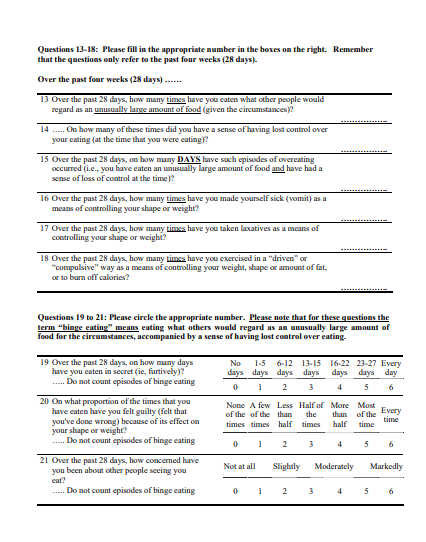 Questions 13-18: Please fill in the appropriate number in the boxes on the right. Remember
that the questions only refer to the past four weeks (28 days).
Over the past four weeks (28 days) ……
13 Over the past 28 days, how many times have you eaten what other people would
regard as an unusually large amount of food (given the circumstances)?
……………..
14 ….. On how many of these times did you have a sense of having lost control over
your eating (at the time that you were eating)?
……………..
15 Over the past 28 days, on how many DAYS have such episodes of overeating
occurred (i.e., you have eaten an unusually large amount of food and have had a
sense of loss of control at the time)?
……………..
16 Over the past 28 days, how many times have you made yourself sick (vomit) as a
means of controlling your shape or weight?
……………..
17 Over the past 28 days, how many times have you taken laxatives as a means of
controlling your shape or weight?
……………..
18 Over the past 28 days, how many times have you exercised in a “driven” or
“compulsive” way as a means of controlling your weight, shape or amount of fat,
or to burn off calories?
……………..
Questions 19 to 21: Please circle the appropriate number. Please note that for these questions the
term “binge eating” means eating what others would regard as an unusually large amount of
food for the circumstances, accompanied by a sense of having lost control over eating.
19 Over the past 28 days, on how many days No 1-5 6-12 13-15 16-22 23-27 Every
have you eaten in secret (ie, furtively)? days days days days days days day
….. Do not count episodes of binge eating 0 1 2 3 4 5 6
20 On what proportion of the times that you None A few Less Half of More Most Every
have eaten have you felt guilty (felt that of the of the than the than of the time
you've done wrong) because of its effect on times times half times half time
your shape or weight?
….. Do not count episodes of binge eating 0 1 2 3 4 5 6
21 Over the past 28 days, how concerned have Not at all Slightly Moderately Markedly
you been about other people seeing you
eat?
….. Do not count episodes of binge eating 0 1 2 3 4 5 6